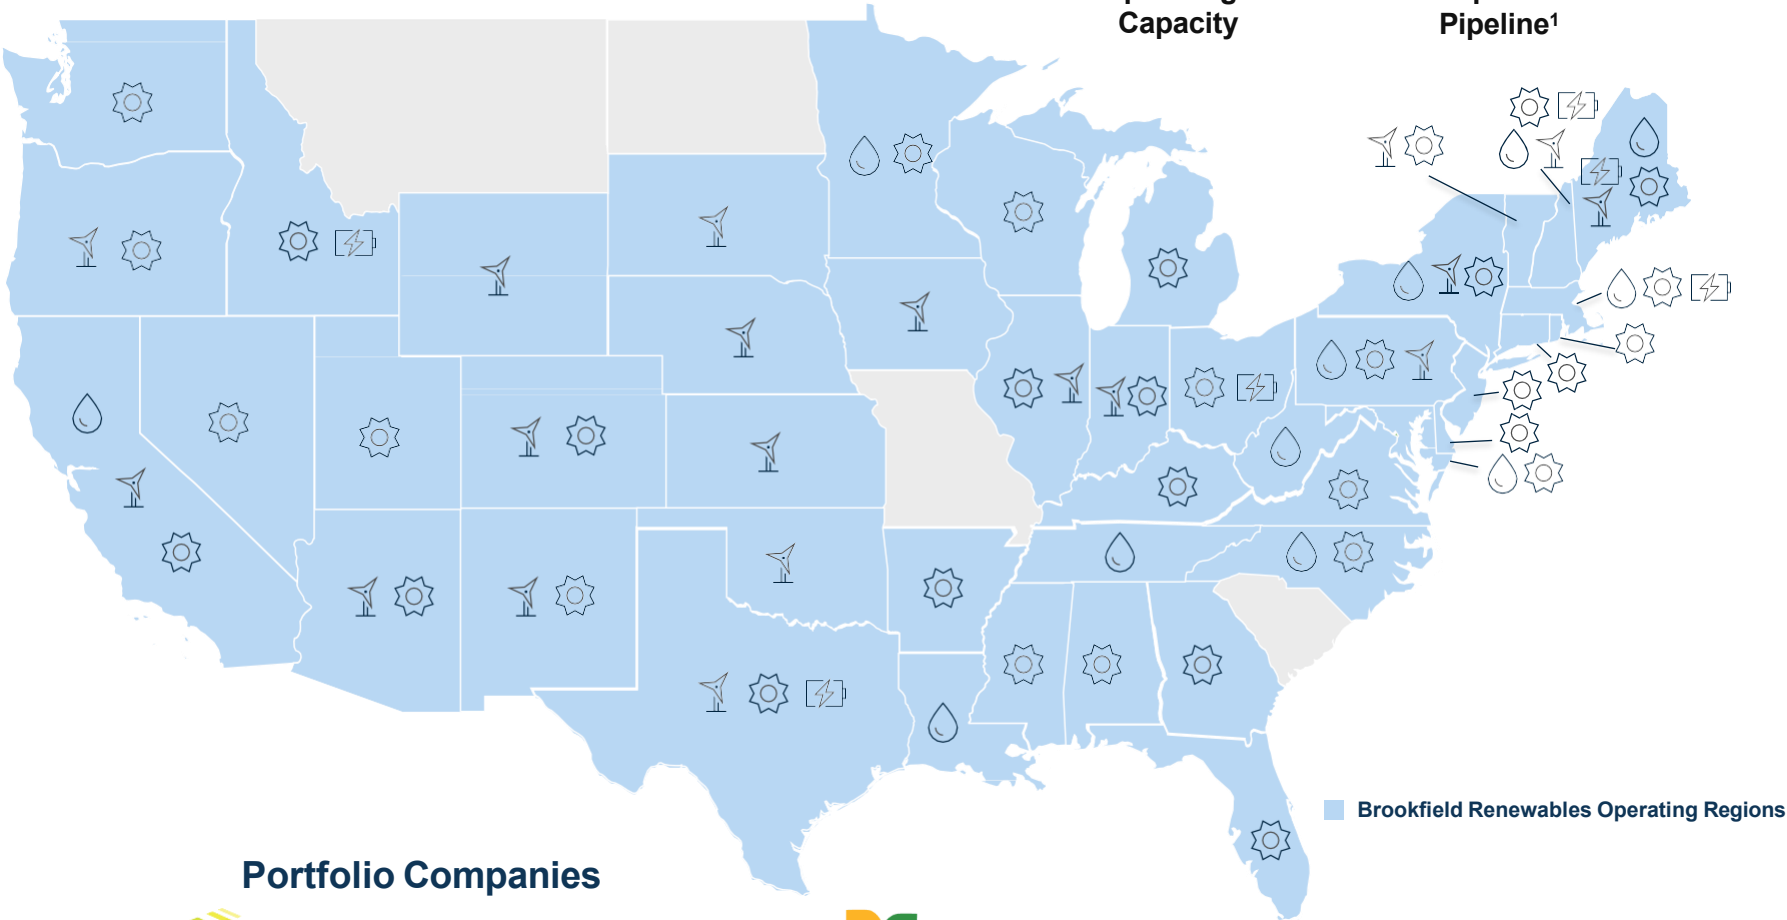 Capacity
Pipeline¹
Brookfield Renewables Operating Regions
Portfolio Companies